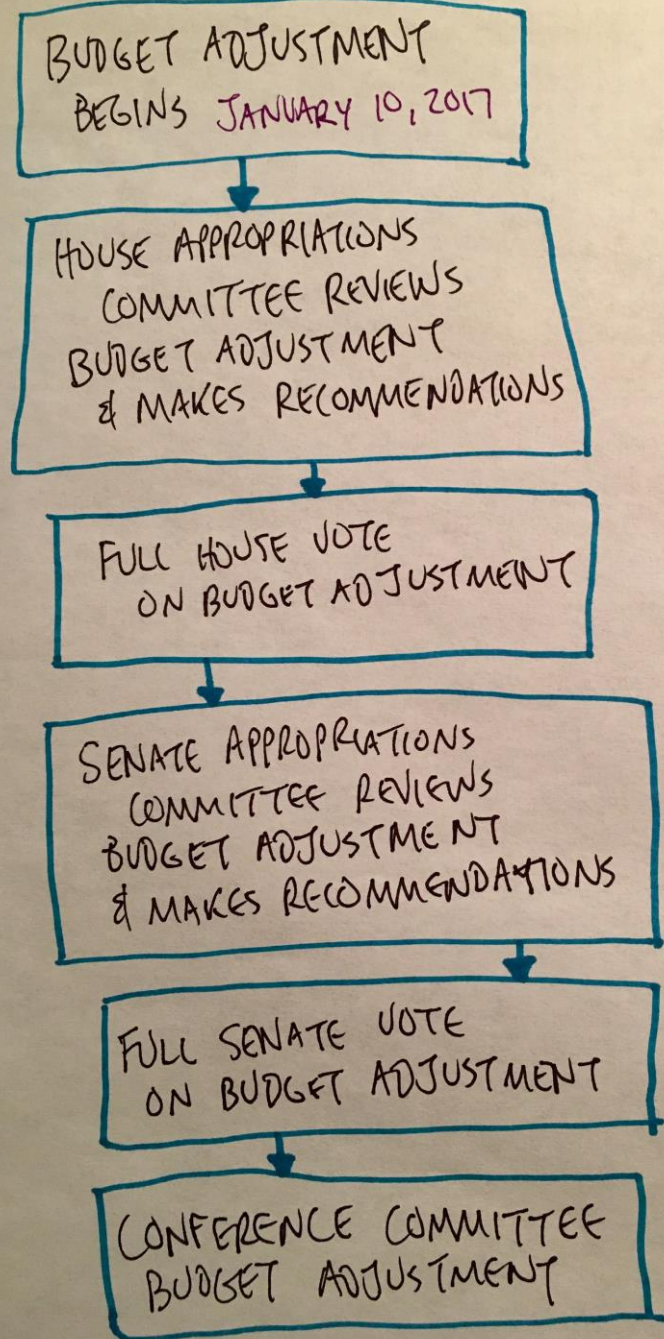 BUDGET ADJUSTMENT
BEGINS JANUARY 10, 2017
HOUSE APPROPRIATIONS
COMMITTEE REVIEWS
BUDGET ADJUSTMENT
& MAKES RECOMMENDATIONS
FULL HOUSE VOTE
ON BUDGET ADJUSTMENT
SENATE APPROPRIATIONS
COMMITTEE REVIEWS
BUDGET ADJUSTMENT
& MAKES RECOMMENDATIONS
FULL SENATE VOTE
ON BUDGET ADJUSTMENT
CONFERENCE COMMITTEE
BUDGET ADJUSTMENT